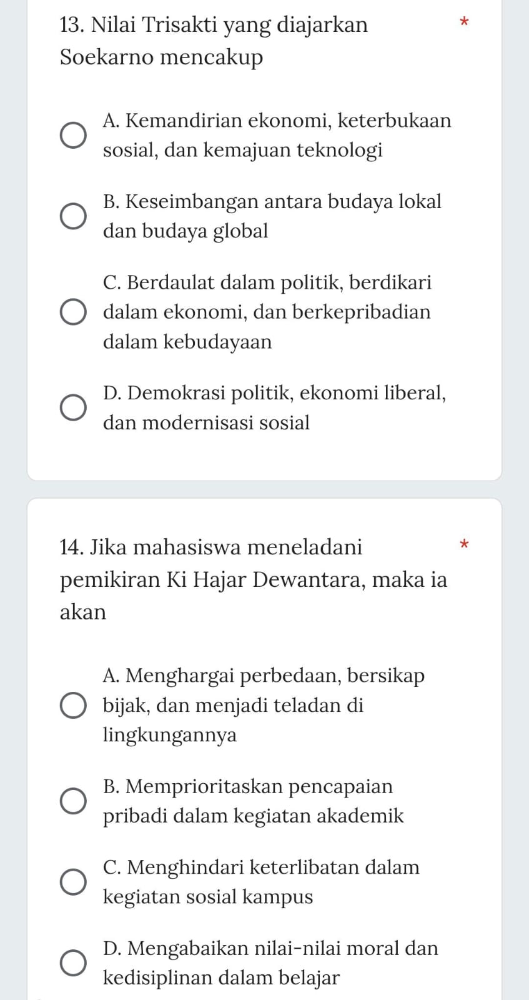 13. Nilai Trisakti yang diajarkan *
Soekarno mencakup
A. Kemandirian ekonomi, keterbukaan
sosial, dan kemajuan teknologi
B. Keseimbangan antara budaya lokal
dan budaya global
C. Berdaulat dalam politik, berdikari
dalam ekonomi, dan berkepribadian
dalam kebudayaan
D. Demokrasi politik, ekonomi liberal,
dan modernisasi sosial
14. Jika mahasiswa meneladani *
pemikiran Ki Hajar Dewantara, maka ia
akan
A. Menghargai perbedaan, bersikap
bijak, dan menjadi teladan di
lingkungannya
B. Memprioritaskan pencapaian
pribadi dalam kegiatan akademik
C. Menghindari keterlibatan dalam
kegiatan sosial kampus
D. Mengabaikan nilai-nilai moral dan
kedisiplinan dalam belajar